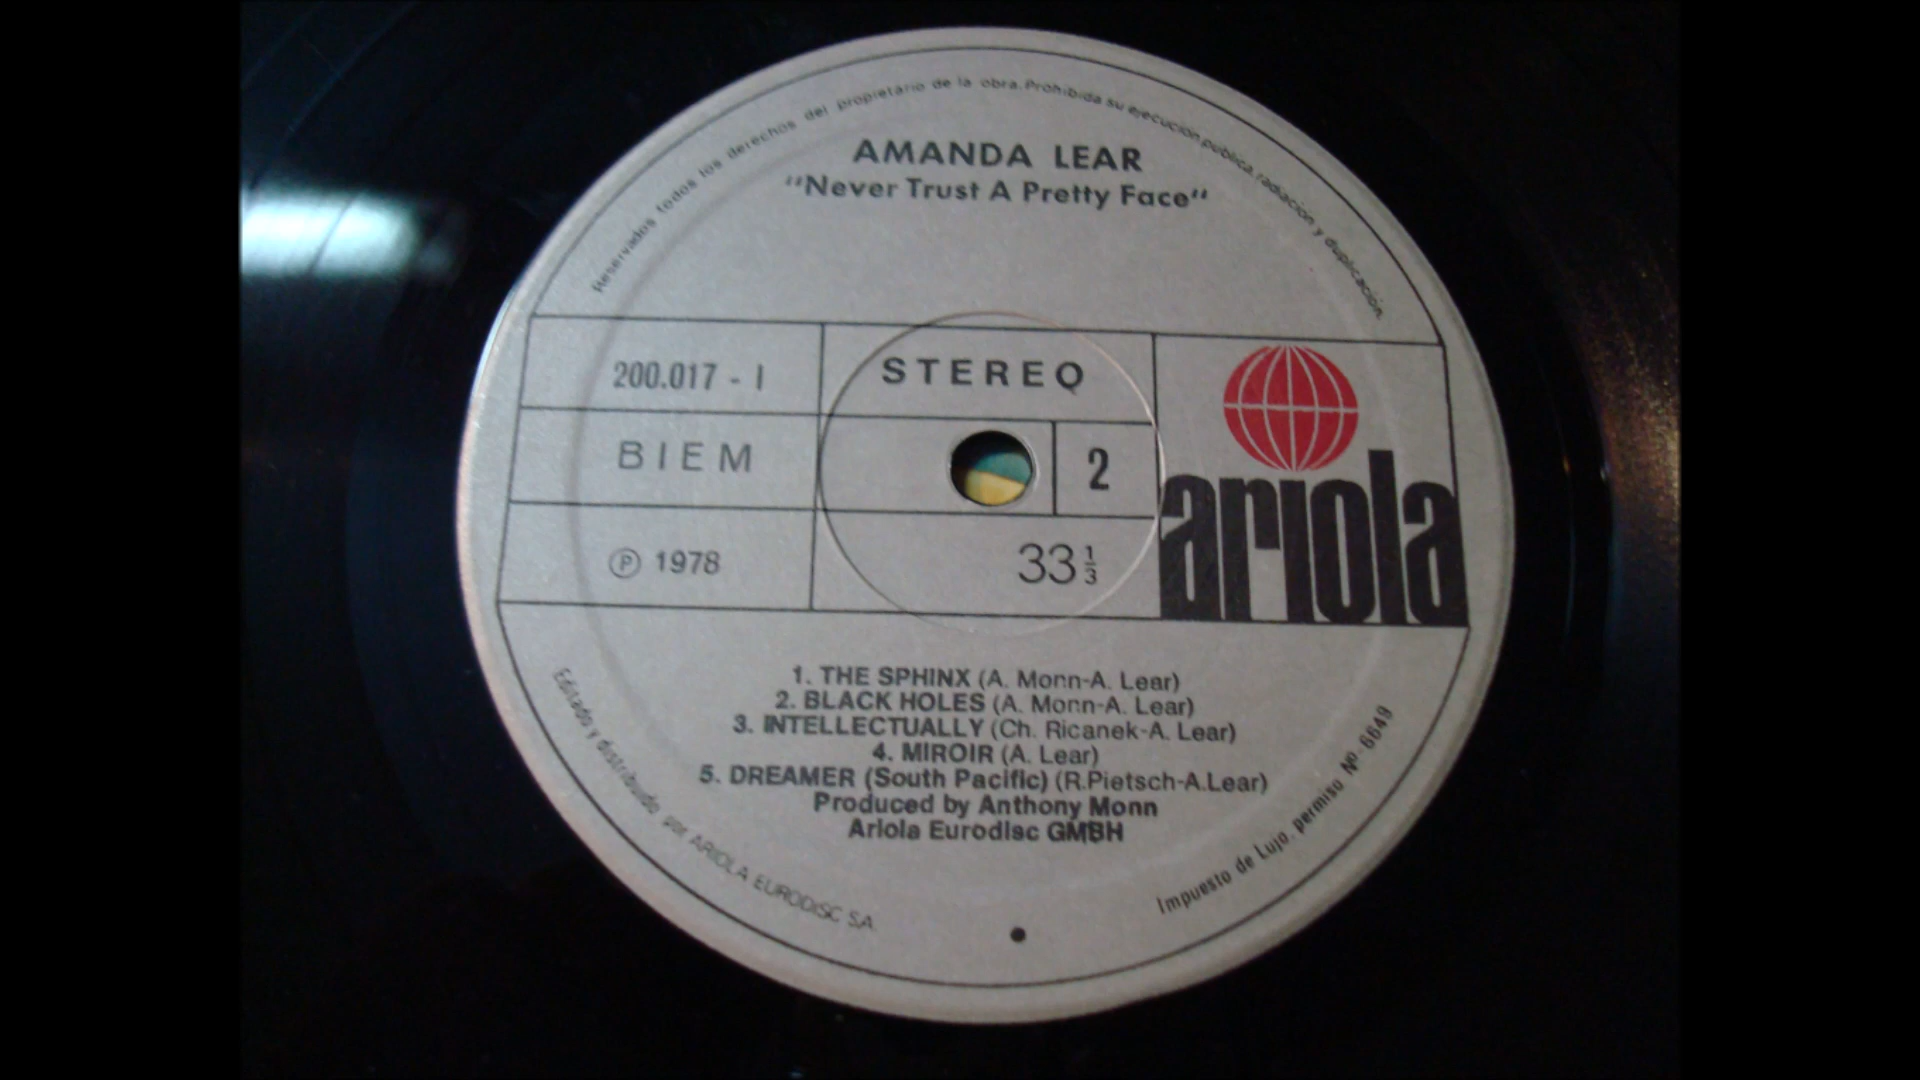 Reservados todos los derechos del propietario de la obra. Prohibida su ejecución publica, radiación y duplicación.
AMANDA LEAR
"Never Trust A Pretty Face"
200.017 - I
STEREO
BIEM
2
Ⓟ 1978
33 1/3
ariola
1. THE SPHINX (A. Monn-A. Lear)
2. BLACK HOLES (A. Monn-A. Lear)
3. INTELLECTUALLY (Ch. Ricanek-A. Lear)
4. MIROIR (A. Lear)
5. DREAMER (South Pacific) (R.Pietsch-A.Lear)
Produced by Anthony Monn
Ariola Eurodisc GMBH
Editado y distribuido por ARIOLA EURODISC S.A.
Impuesto de Lujo, permiso Nº-6649